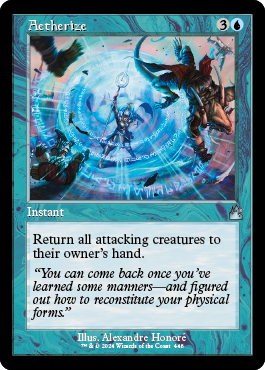 Aetherize 3
Instant
Return all attacking creatures to
their owner's hand.
“You can come back once you've
learned some manners—and figured
out how to reconstitute your physical
forms.”
Illus. Alexandre Honore
™ & © 2024 Wizards of the Coast 446